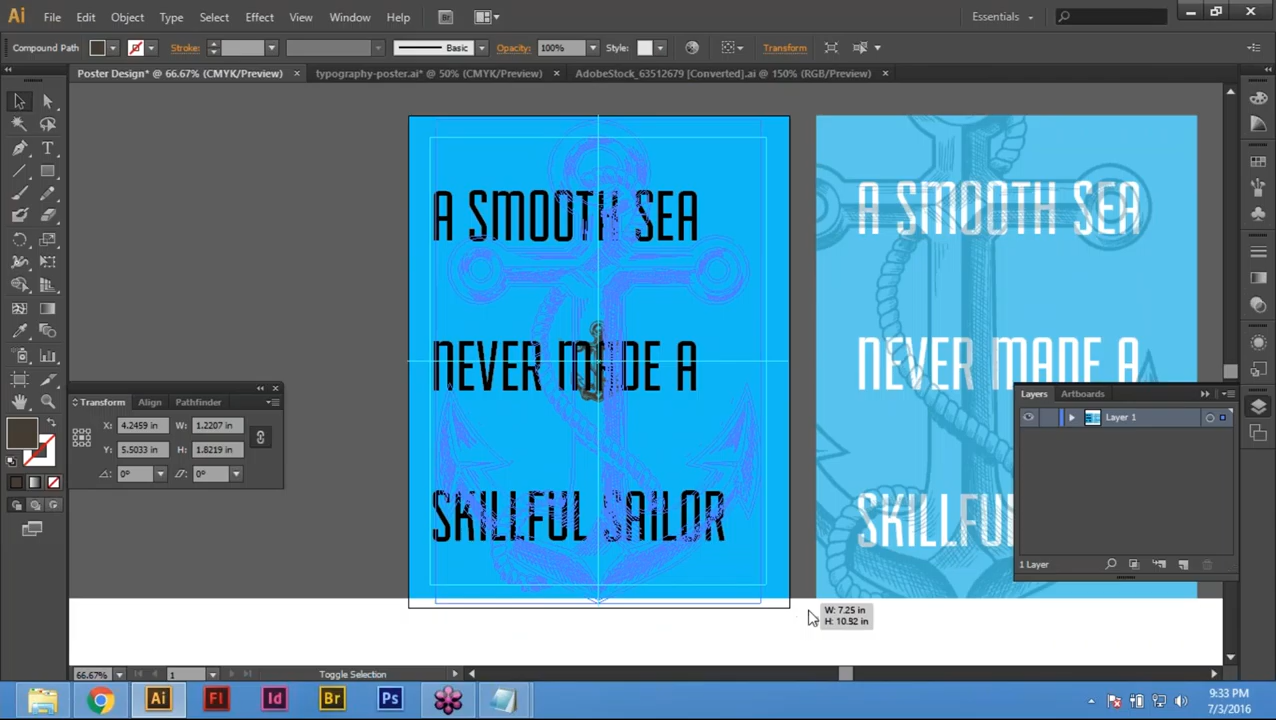 Ai File Edit Object Type Select Effect View Window Help Br Essentials
Compound Path Stroke: Basic Opacity: 100% Style: Transform
Poster Design* @ 66.67% (CMYK/Preview) × typography-poster.ai* @ 50% (CMYK/Preview) × AdobeStock_63512679 [Converted].ai @ 150% (RGB/Preview) ×
A SMOOTH SEA
NEVER MADE A
SKILLFUL SAILOR
A SMOOTH SEA
NEVER MADE A
SKILLFUL
Transform Align Pathfinder
X: 4.2459 in W: 1.2207 in
Y: 5.5033 in H: 1.8219 in
0° 0°
Layers Artboards
Layer 1
1 Layer
W: 7.25 in
H: 10.82 in
66.67% 1 Toggle Selection
Ai Fl Id Br Ps
9:33 PM
7/3/2016